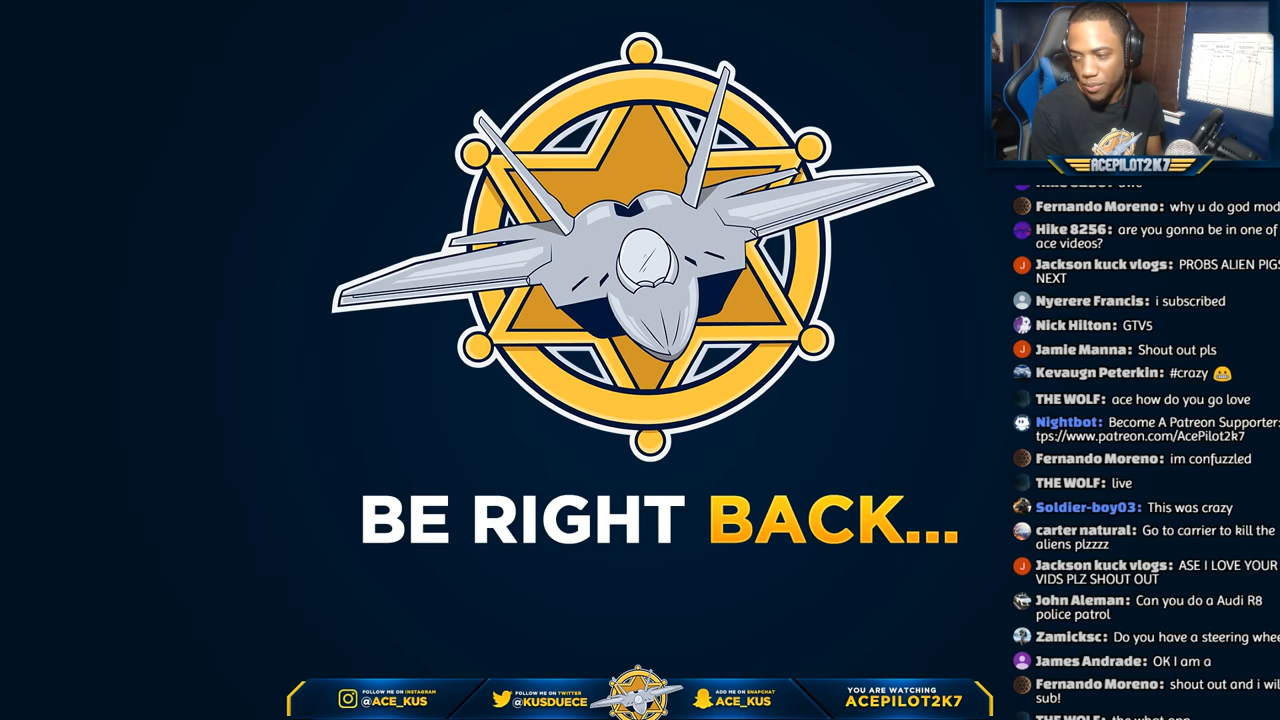 ACEPILOT2K7
Fernando Moreno: why u do god mod
Hike 8256: are you gonna be in one of
ace videos?
Jackson kuck vlogs: PROBS ALIEN PIGS
NEXT
Nyerere Francis: i subscribed
Nick Hilton: GTV5
Jamie Manna: Shout out pls
Kevaugn Peterkin: #crazy
THE WOLF: ace how do you go love
Nightbot: Become A Patreon Supporter:
tps://www.patreon.com/AcePilot2k7
Fernando Moreno: im confuzzled
THE WOLF: live
Soldier-boy03: This was crazy
carter natural: Go to carrier to kill the
aliens plzzzz
Jackson kuck vlogs: ASE I LOVE YOUR
VIDS PLZ SHOUT OUT
John Aleman: Can you do a Audi R8
police patrol
Zamicksc: Do you have a steering whee
James Andrade: OK I am a
Fernando Moreno: shout out and i wil
sub!
BE RIGHT BACK...
FOLLOW ME ON INSTAGRAM
@ACE_KUS
FOLLOW ME ON TWITTER
@KUSDUECE
ADD ME ON SNAPCHAT
ACE_KUS
YOU ARE WATCHING
ACEPILOT2K7